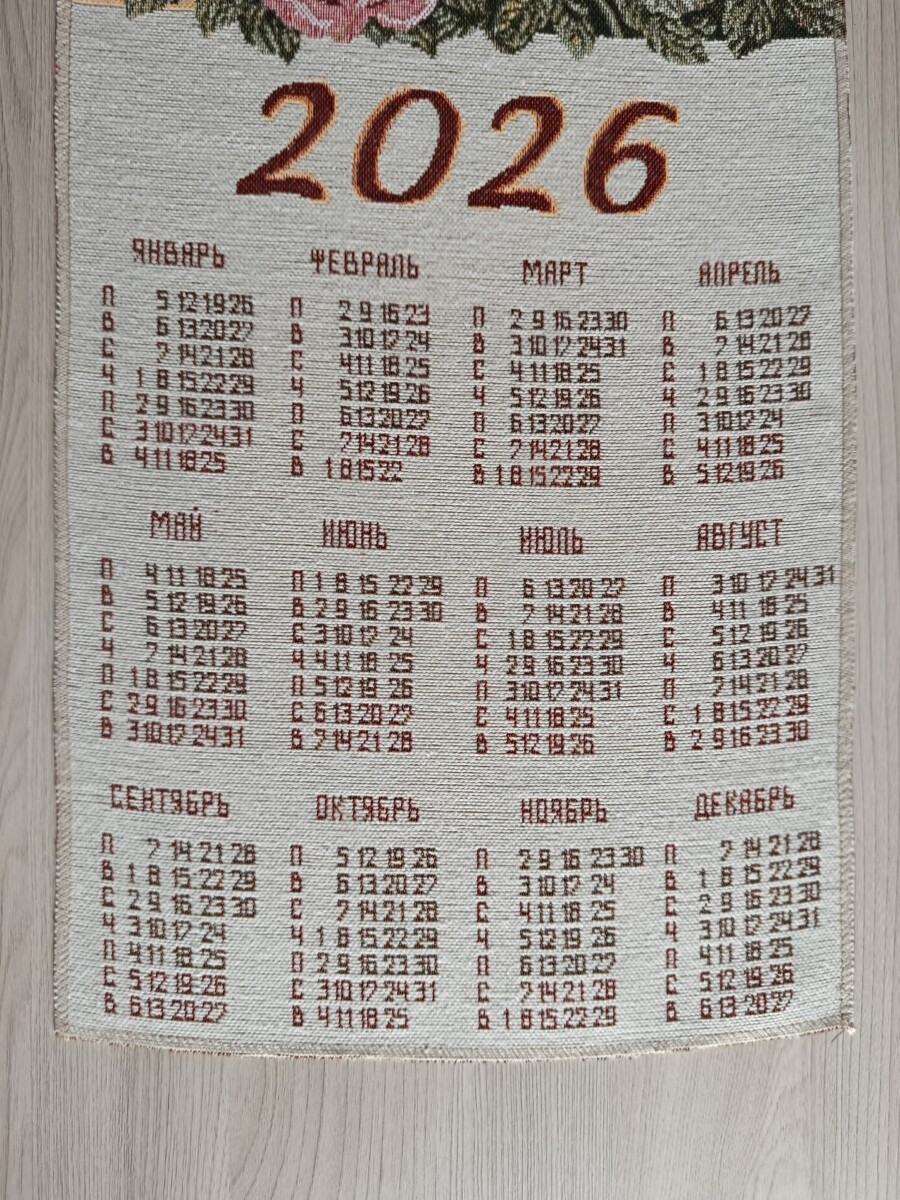 2026
ЯНВАРЬ
П 5 12 19 26
В 6 13 20 27
С 7 14 21 28
Ч 1 8 15 22 29
П 2 9 16 23 30
С 3 10 17 24 31
В 4 11 18 25
ФЕВРАЛЬ
П 2 9 16 23
В 3 10 17 24
С 4 11 18 25
Ч 5 12 19 26
П 6 13 20 27
С 7 14 21 28
В 1 8 15 22
МАРТ
П 2 9 16 23 30
В 3 10 17 24 31
С 4 11 18 25
Ч 5 12 19 26
П 6 13 20 27
С 7 14 21 28
В 1 8 15 22 29
АПРЕЛЬ
П 6 13 20 27
В 7 14 21 28
С 1 8 15 22 29
Ч 2 9 16 23 30
П 3 10 17 24
С 4 11 18 25
В 5 12 19 26
МАЙ
П 4 11 18 25
В 5 12 19 26
С 6 13 20 27
Ч 7 14 21 28
П 1 8 15 22 29
С 2 9 16 23 30
В 3 10 17 24 31
ИЮНЬ
П 1 8 15 22 29
В 2 9 16 23 30
С 3 10 17 24
Ч 4 11 18 25
П 5 12 19 26
С 6 13 20 27
В 7 14 21 28
ИЮЛЬ
П 6 13 20 27
В 7 14 21 28
С 1 8 15 22 29
Ч 2 9 16 23 30
П 3 10 17 24 31
С 4 11 18 25
В 5 12 19 26
АВГУСТ
П 3 10 17 24 31
В 4 11 18 25
С 5 12 19 26
Ч 6 13 20 27
П 7 14 21 28
С 1 8 15 22 29
В 2 9 16 23 30
СЕНТЯБРЬ
П 7 14 21 28
В 1 8 15 22 29
С 2 9 16 23 30
Ч 3 10 17 24
П 4 11 18 25
С 5 12 19 26
В 6 13 20 27
ОКТЯБРЬ
П 5 12 19 26
В 6 13 20 27
С 7 14 21 28
Ч 1 8 15 22 29
П 2 9 16 23 30
С 3 10 17 24 31
В 4 11 18 25
НОЯБРЬ
П 2 9 16 23 30
В 3 10 17 24
С 4 11 18 25
Ч 5 12 19 26
П 6 13 20 27
С 7 14 21 28
В 1 8 15 22 29
ДЕКАБРЬ
П 7 14 21 28
В 1 8 15 22 29
С 2 9 16 23 30
Ч 3 10 17 24 31
П 4 11 18 25
С 5 12 19 26
В 6 13 20 27